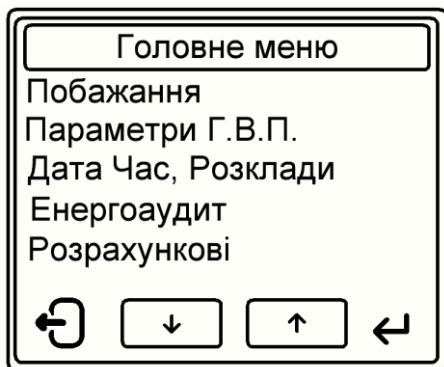 Головне меню
Побажання
Параметри Г.В.П.
Дата Час, Розклади
Енергоаудит
Розрахункові